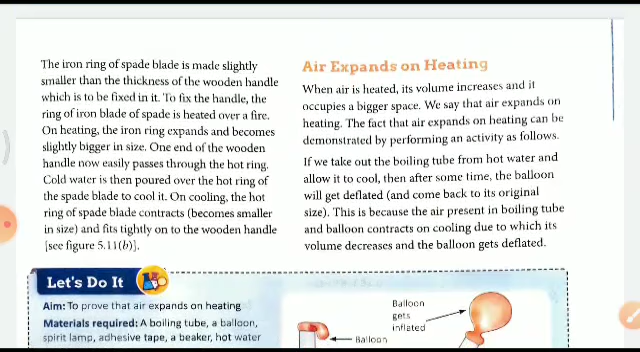 The iron ring of spade blade is made slightly
smaller than the thickness of the wooden handle
which is to be fixed in it. To fix the handle, the
ring of iron blade of spade is heated over a fire.
On heating, the iron ring expands and becomes
slightly bigger in size. One end of the wooden
handle now easily passes through the hot ring.
Cold water is then poured over the hot ring of
the spade blade to cool it. On cooling, the hot
ring of spade blade contracts (becomes smaller
in size) and fits tightly on to the wooden handle
[see figure 5.11(b)].
Air Expands on Heating
When air is heated, its volume increases and it
occupies a bigger space. We say that air expands on
heating. The fact that air expands on heating can be
demonstrated by performing an activity as follows.
If we take out the boiling tube from hot water and
allow it to cool, then after some time, the balloon
will get deflated (and come back to its original
size). This is because the air present in boiling tube
and balloon contracts on cooling due to which its
volume decreases and the balloon gets deflated.
Let's Do It
Aim: To prove that air expands on heating
Materials required: A boiling tube, a balloon,
spirit lamp, adhesive tape, a beaker, hot water
Balloon
gets
inflated
Balloon